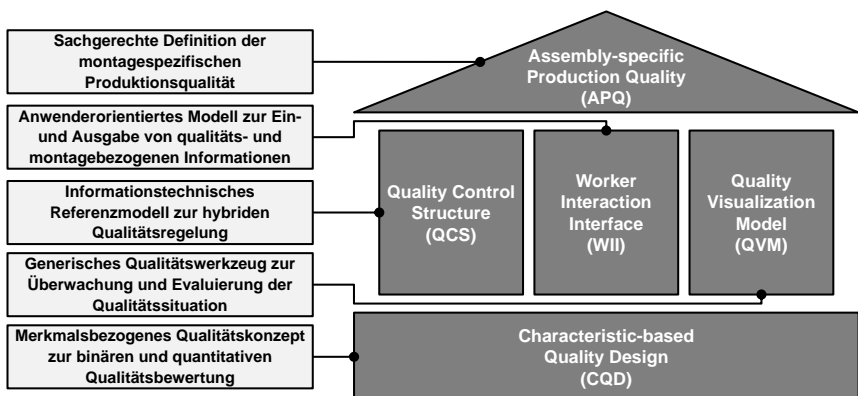 Sachgerechte Definition der
montagespezifischen
Produktionsqualität
Anwenderorientiertes Modell zur Ein-
und Ausgabe von qualitäts- und
montagebezogenen Informationen
Informationstechnisches
Referenzmodell zur hybriden
Qualitätsregelung
Generisches Qualitätswerkzeug zur
Überwachung und Evaluierung der
Qualitätssituation
Merkmalsbezogenes Qualitätskonzept
zur binären und quantitativen
Qualitätsbewertung
Assembly-specific
Production Quality
(APQ)
Quality Control
Structure
(QCS)
Worker
Interaction
Interface
(WII)
Quality
Visualization
Model
(QVM)
Characteristic-based
Quality Design
(CQD)